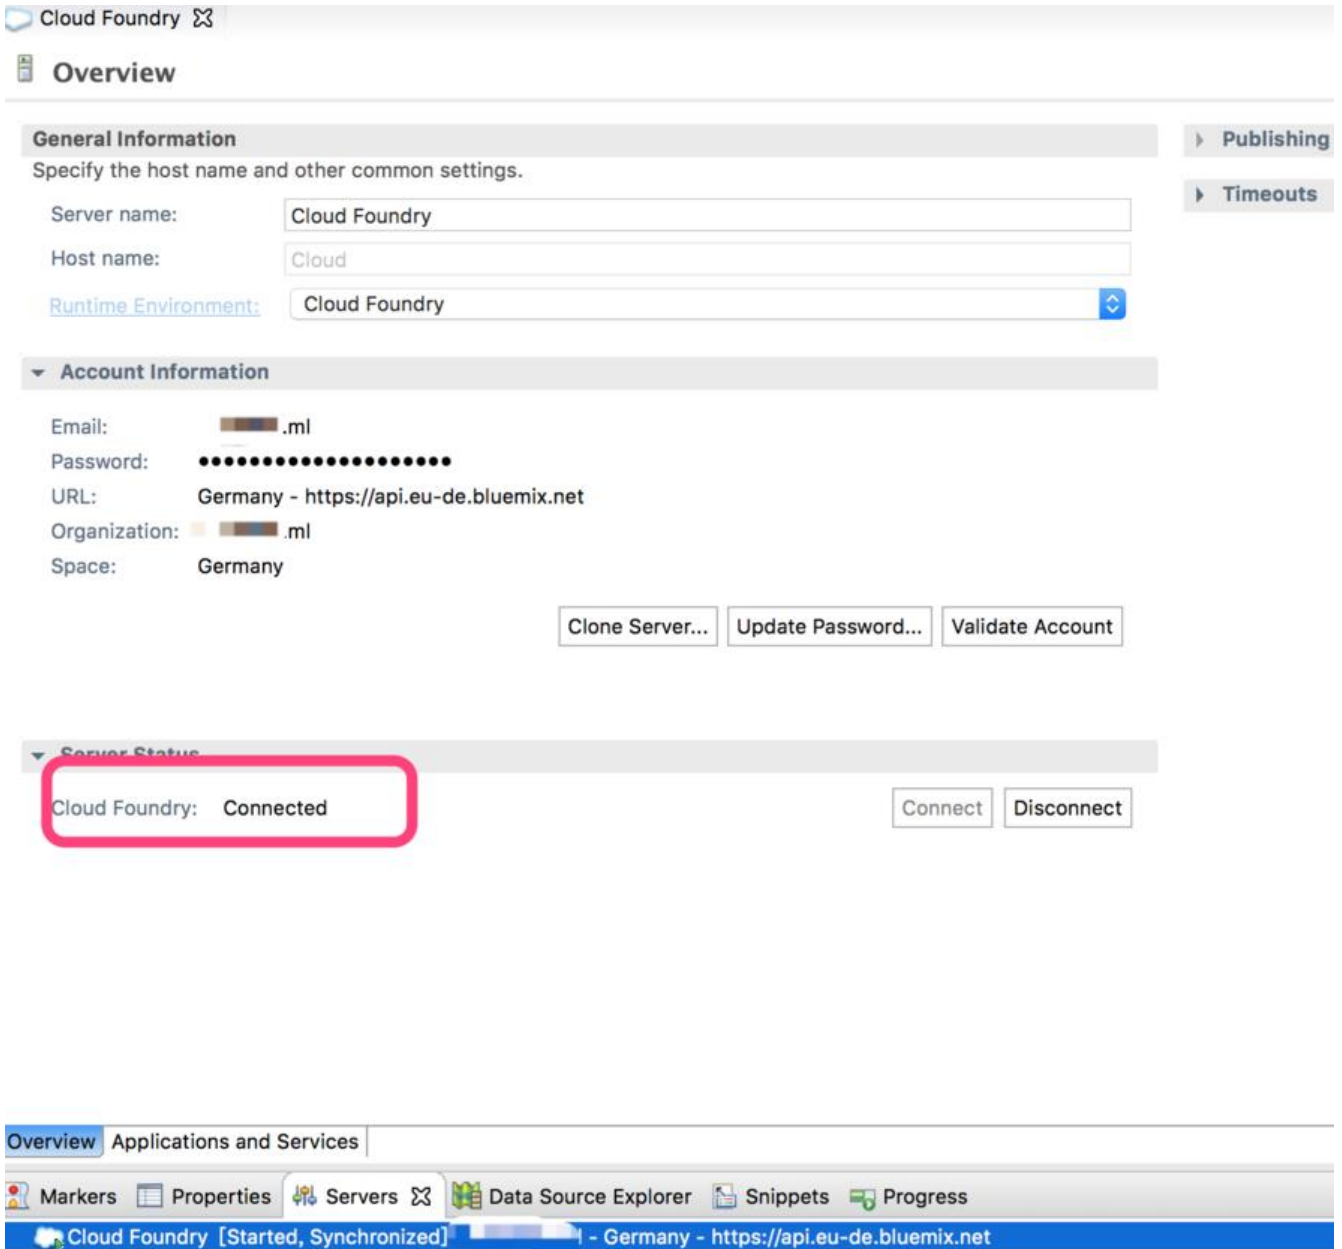 Cloud Foundry
Overview
General Information
Publishing
Specify the host name and other common settings.
Timeouts
Server name: Cloud Foundry
Host name: Cloud
Runtime Environment: Cloud Foundry
Account Information
Email: .ml
Password: ••••••••••••••••••••
URL: Germany - https://api.eu-de.bluemix.net
Organization: .ml
Space: Germany
Clone Server... Update Password... Validate Account
Server Status
Cloud Foundry: Connected Connect Disconnect
Overview Applications and Services
Markers Properties Servers Data Source Explorer Snippets Progress
Cloud Foundry [Started, Synchronized] - Germany - https://api.eu-de.bluemix.net